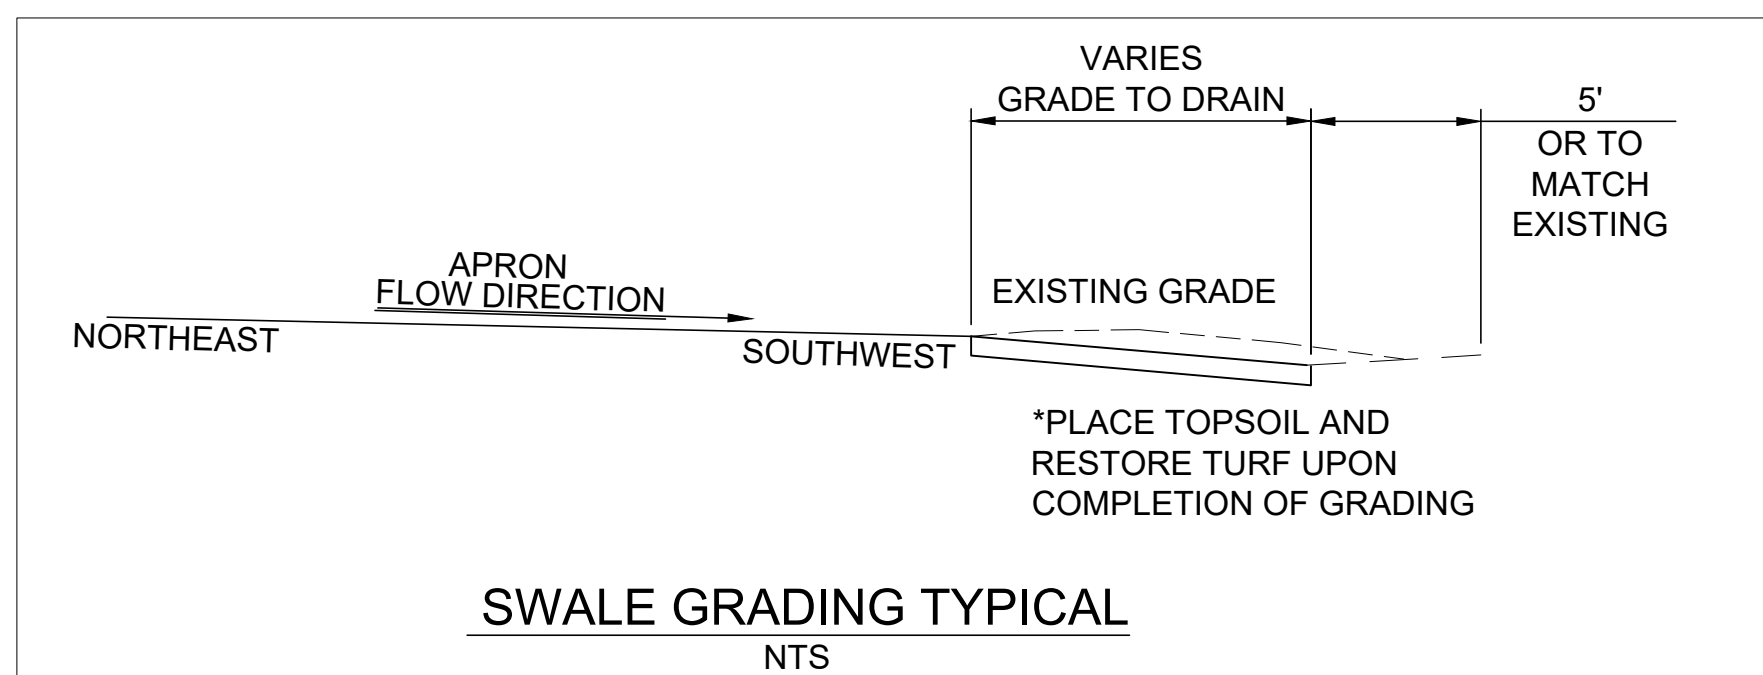 VARIES
GRADE TO DRAIN
5'
OR TO
MATCH
EXISTING
APRON
FLOW DIRECTION
EXISTING GRADE
NORTHEAST
SOUTHWEST
*PLACE TOPSOIL AND
RESTORE TURF UPON
COMPLETION OF GRADING
SWALE GRADING TYPICAL
NTS